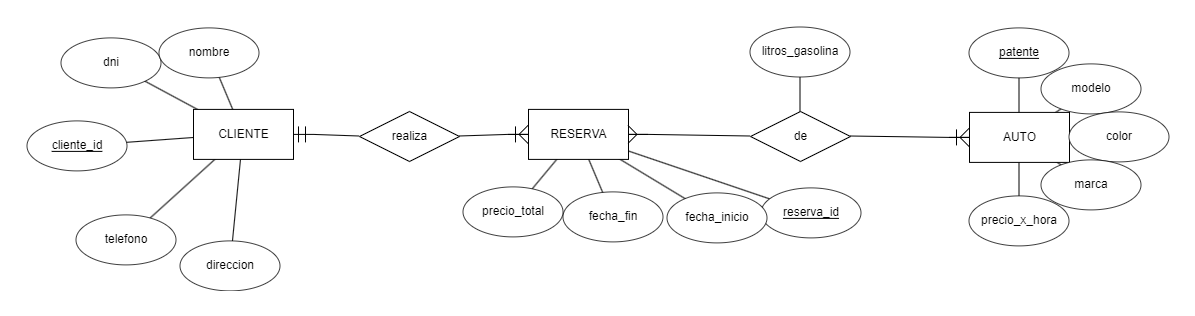 nombre
dni
litros_gasolina
patente
modelo
CLIENTE
realiza
RESERVA
de
AUTO
color
cliente_id
marca
precio_total
fecha_fin
fecha_inicio
reserva_id
precio_x_hora
telefono
direccion